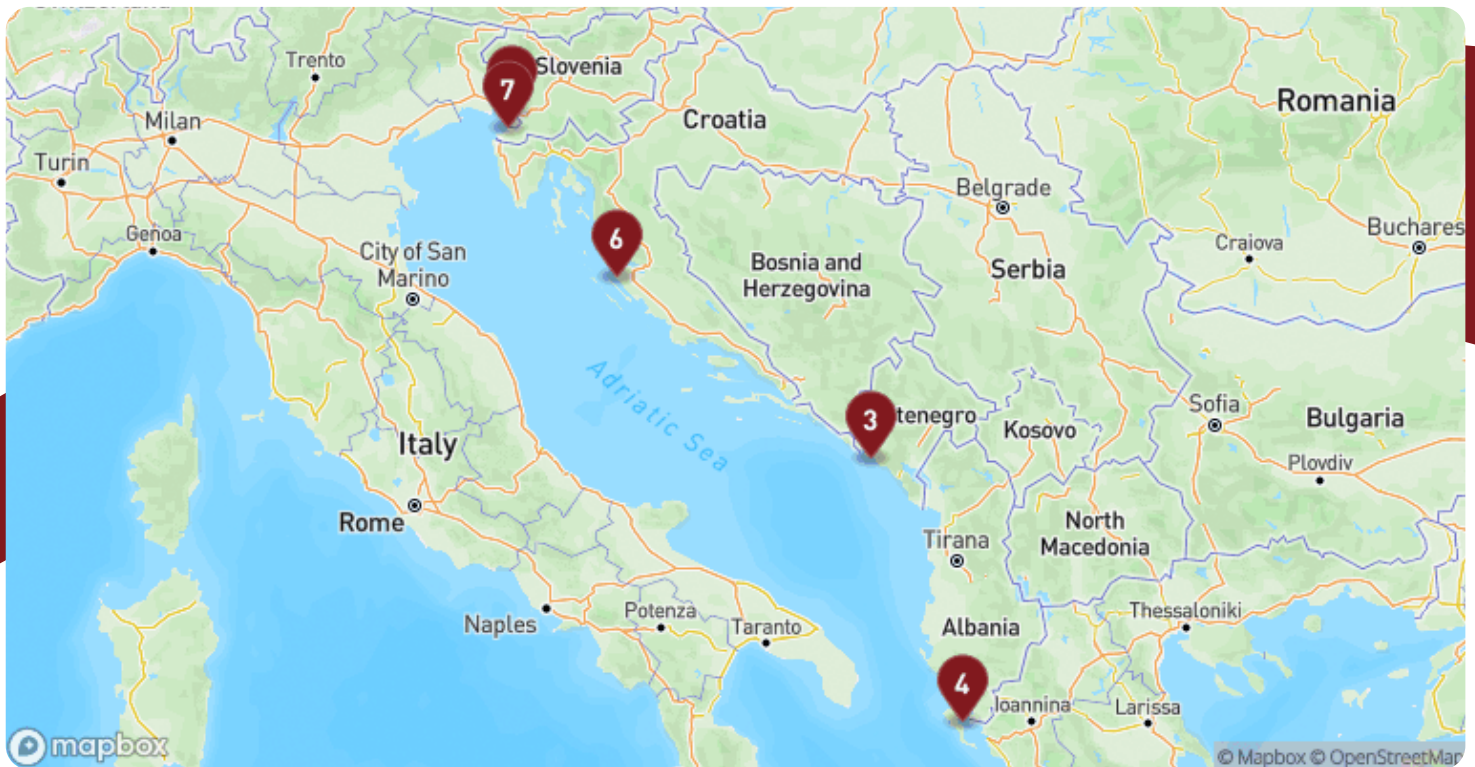 Trento
Slovenia
7
Romania
Croatia
Milan
Turin
Belgrade
Bucharest
Genoa
6
Craiova
City of San
Marino
Bosnia and
Herzegovina
Serbia
Adriatic Sea
3
tenegro
Sofia
Bulgaria
Kosovo
Italy
Plovdiv
Rome
North
Macedonia
Tirana
Naples
Potenza
Taranto
Albania
Thessaloniki
4
Ioannina
Larissa
mapbox
© Mapbox © OpenStreetMap